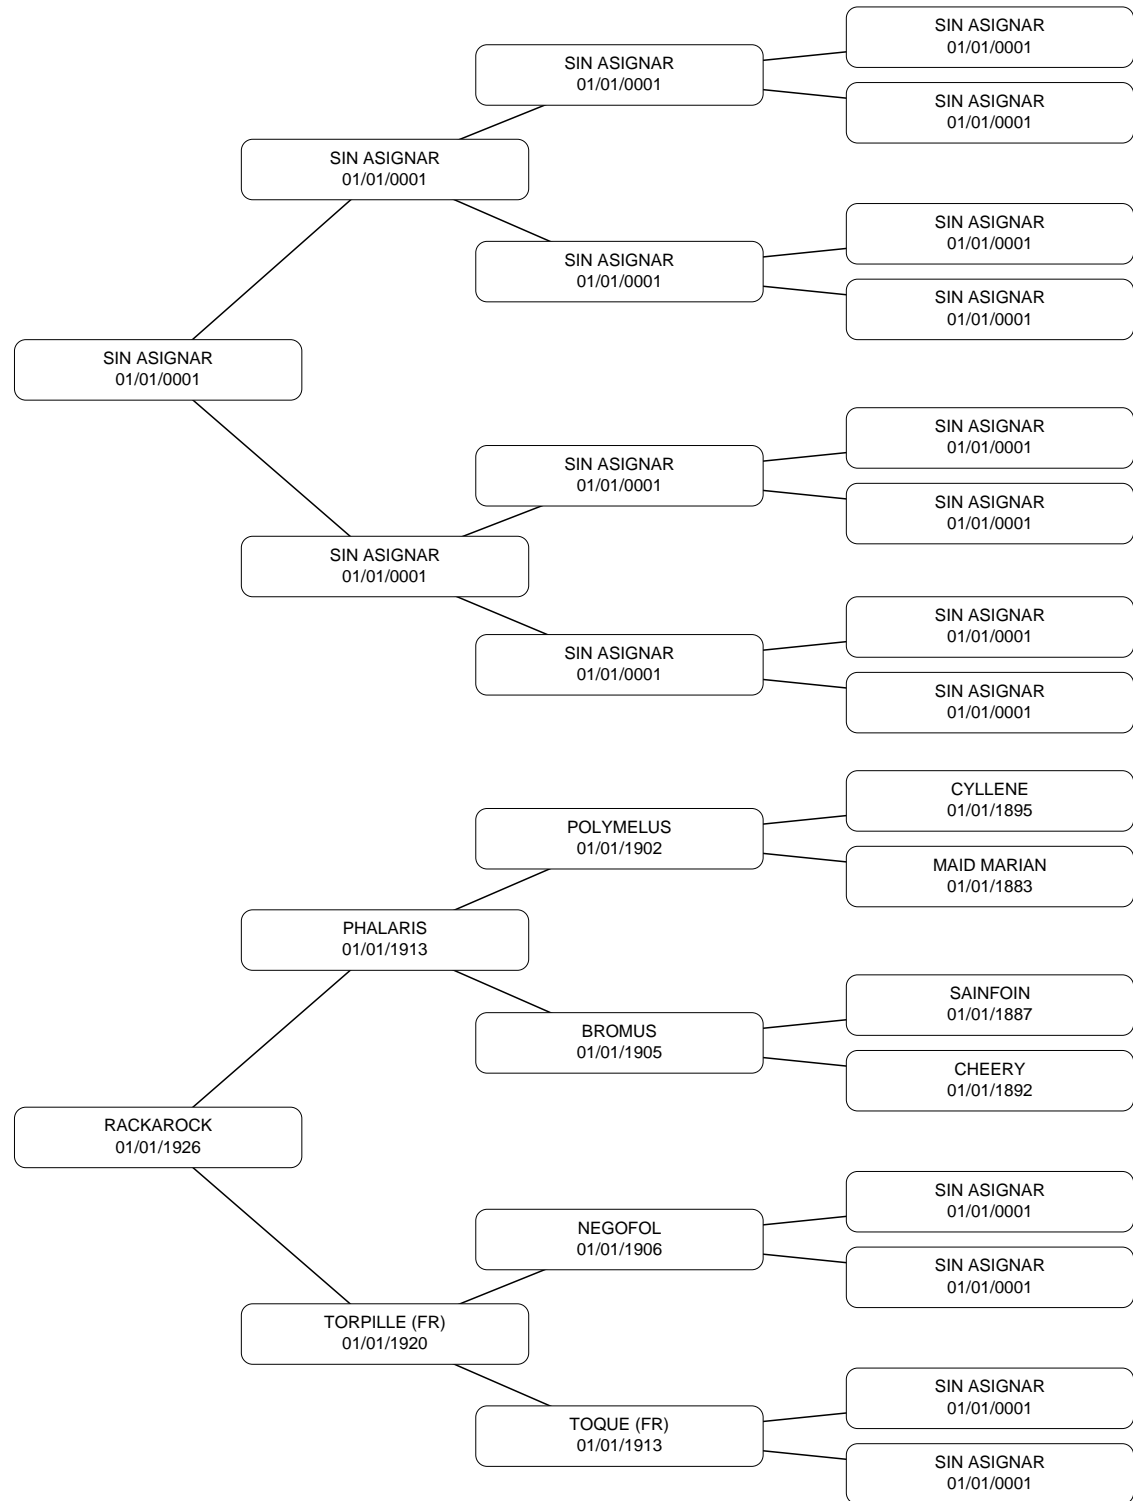 SIN ASIGNAR
01/01/0001
SIN ASIGNAR
01/01/0001
SIN ASIGNAR
01/01/0001
SIN ASIGNAR
01/01/0001
SIN ASIGNAR
01/01/0001
SIN ASIGNAR
01/01/0001
SIN ASIGNAR
01/01/0001
SIN ASIGNAR
01/01/0001
SIN ASIGNAR
01/01/0001
SIN ASIGNAR
01/01/0001
SIN ASIGNAR
01/01/0001
SIN ASIGNAR
01/01/0001
SIN ASIGNAR
01/01/0001
SIN ASIGNAR
01/01/0001
SIN ASIGNAR
01/01/0001
CYLLENE
01/01/1895
POLYMELUS
01/01/1902
MAID MARIAN
01/01/1883
PHALARIS
01/01/1913
SAINFOIN
01/01/1887
BROMUS
01/01/1905
CHEERY
01/01/1892
RACKAROCK
01/01/1926
SIN ASIGNAR
01/01/0001
NEGOFOL
01/01/1906
SIN ASIGNAR
01/01/0001
TORPILLE (FR)
01/01/1920
SIN ASIGNAR
01/01/0001
TOQUE (FR)
01/01/1913
SIN ASIGNAR
01/01/0001